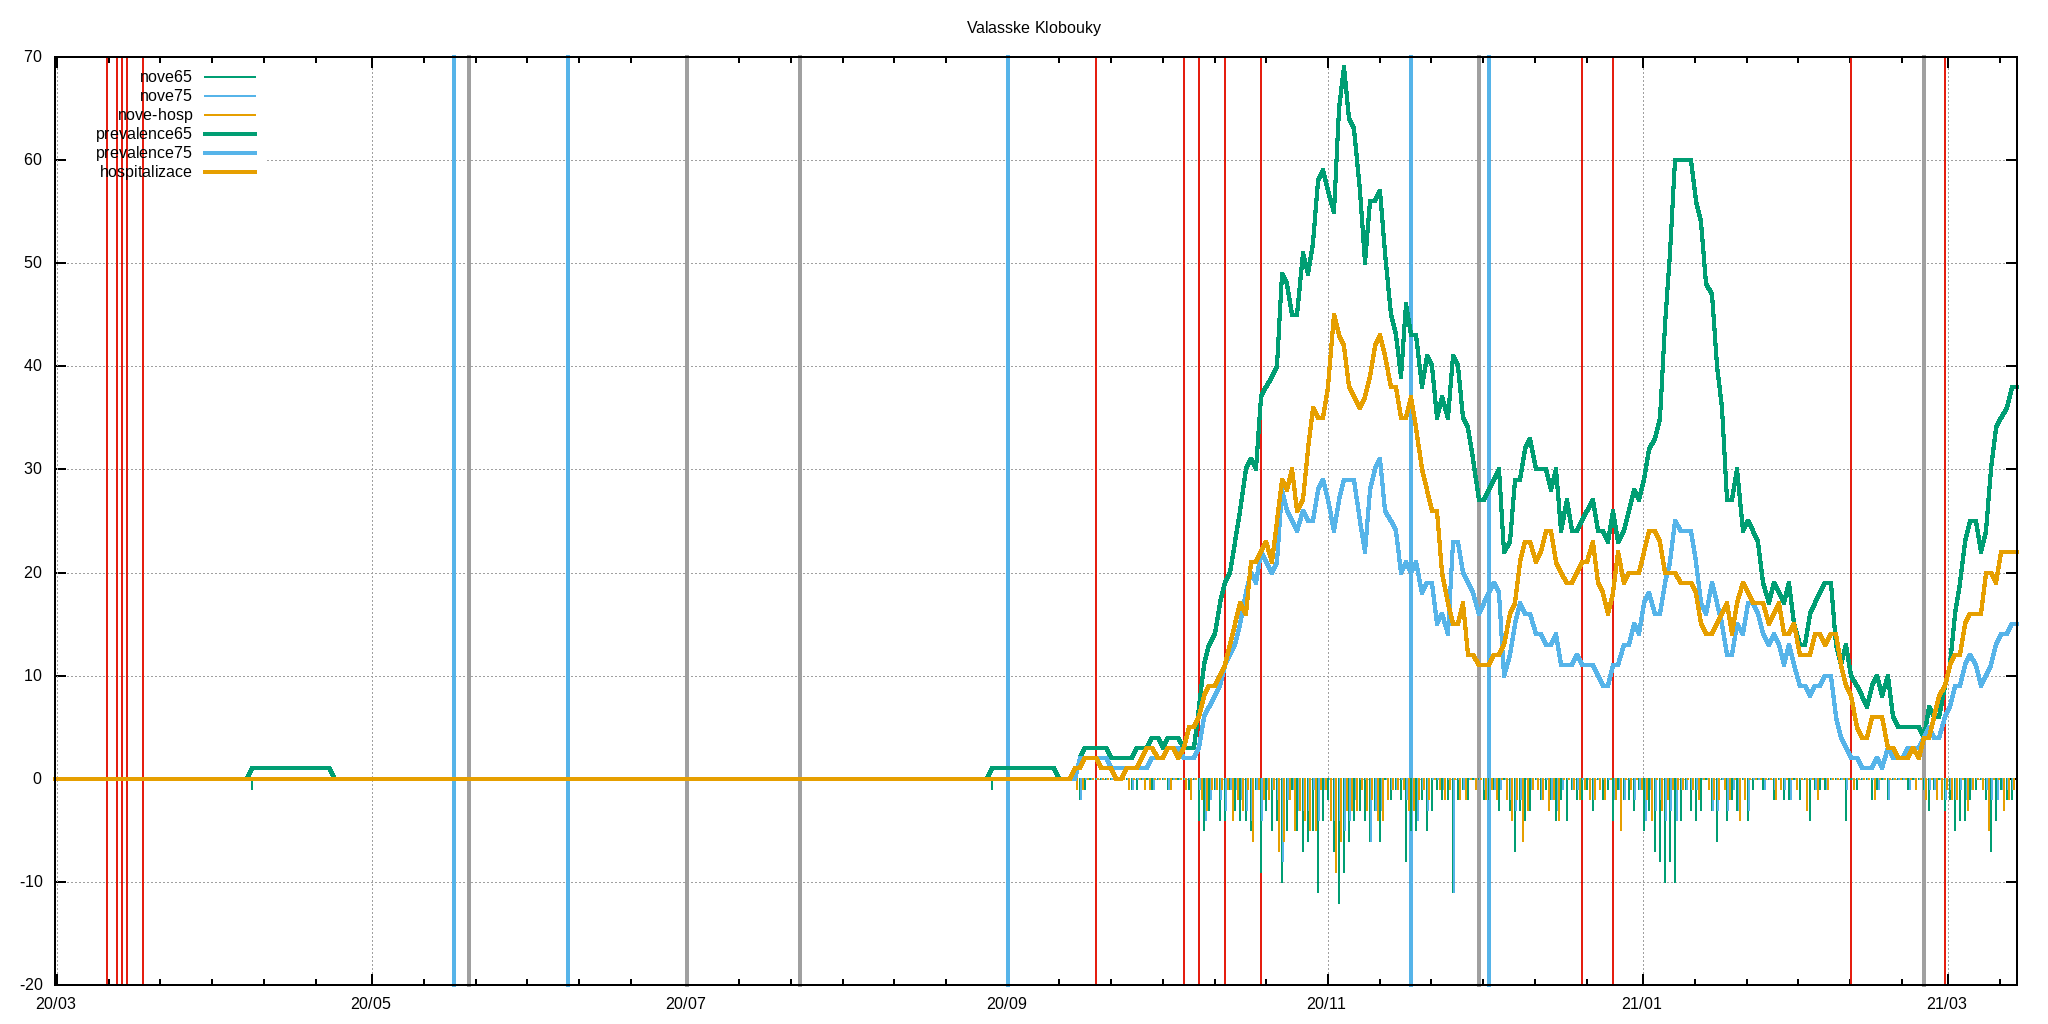 Valasske Klobouky
70
60
50
40
30
20
10
0
-10
-20
nove65
nove75
nove-hosp
prevalence65
prevalence75
hospitalizace
20/03 20/05 20/07 20/09 20/11 21/01 21/03